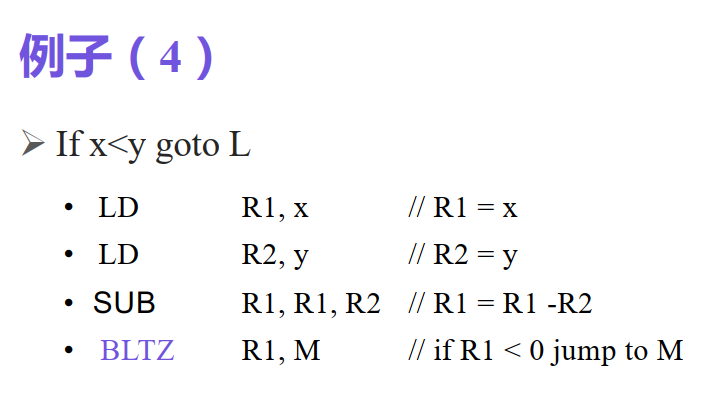 例子（4）
➢ If x<y goto L
• LD R1, x // R1 = x
• LD R2, y // R2 = y
• SUB R1, R1, R2 // R1 = R1 -R2
• BLTZ R1, M // if R1 < 0 jump to M